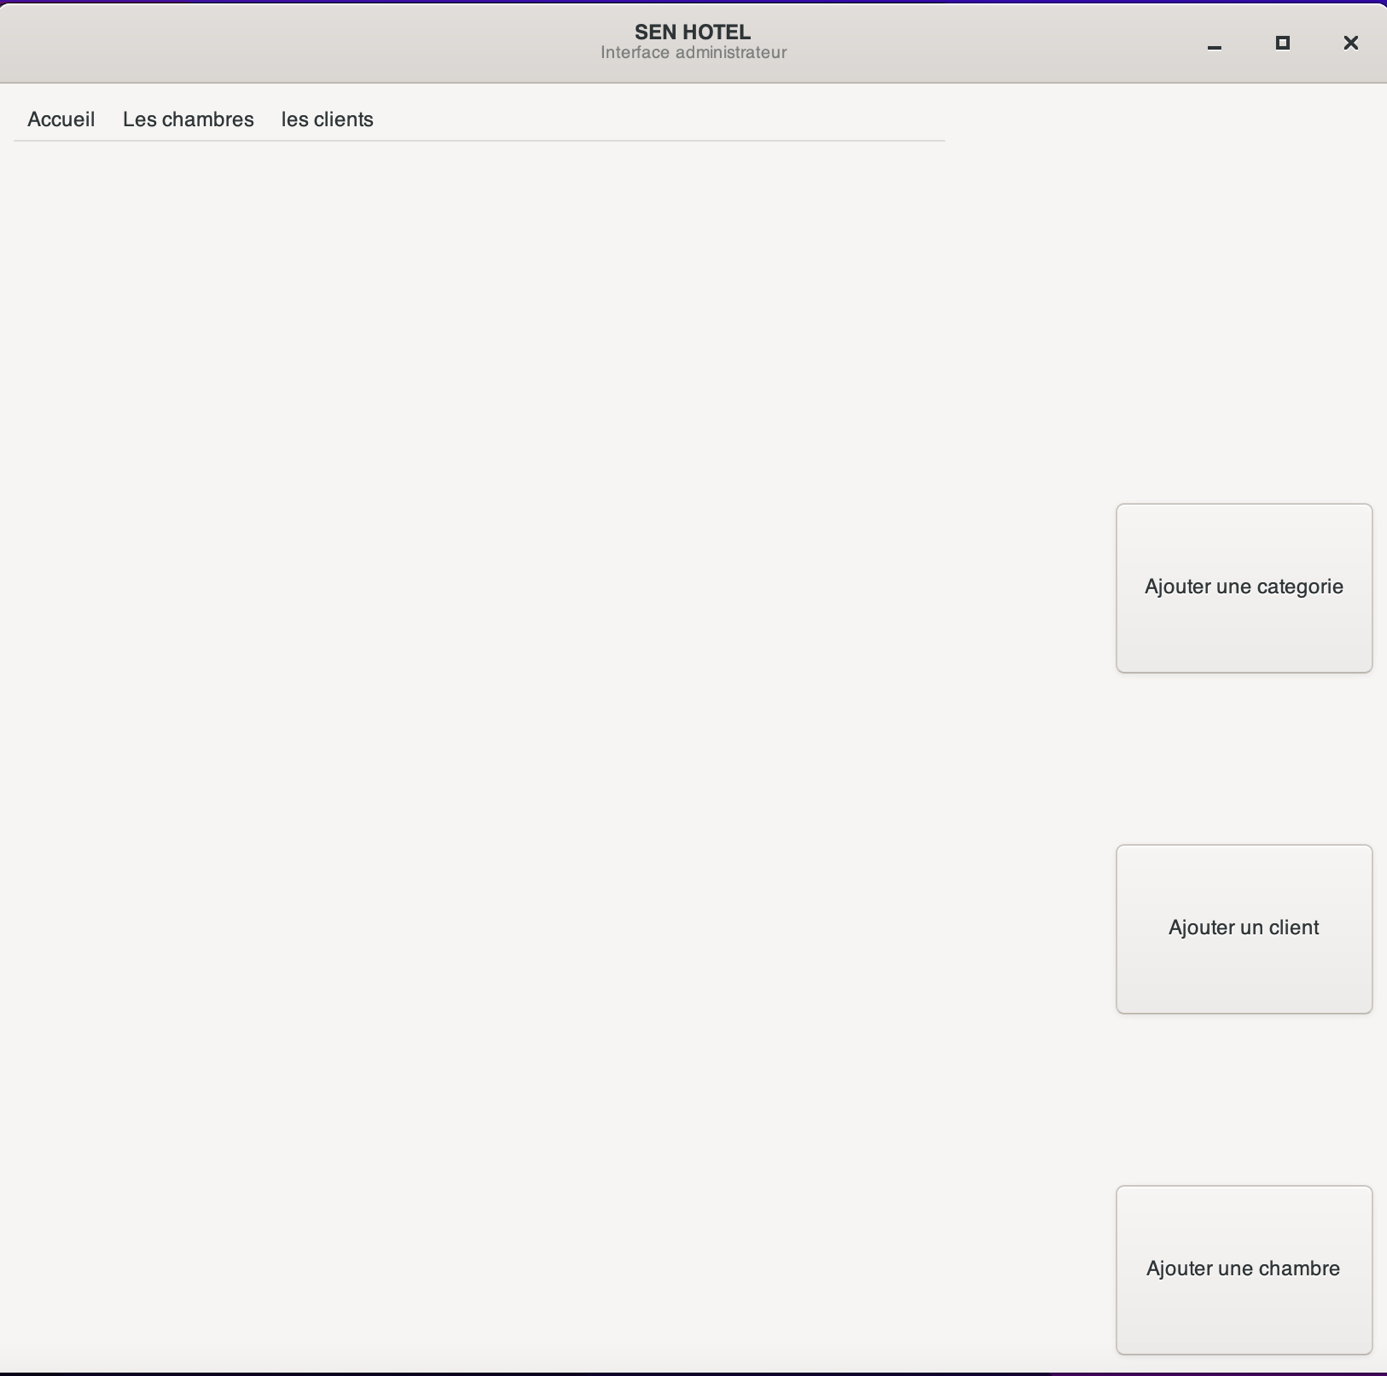 SEN HOTEL
Interface administrateur
Accueil Les chambres les clients
Ajouter une categorie
Ajouter un client
Ajouter une chambre